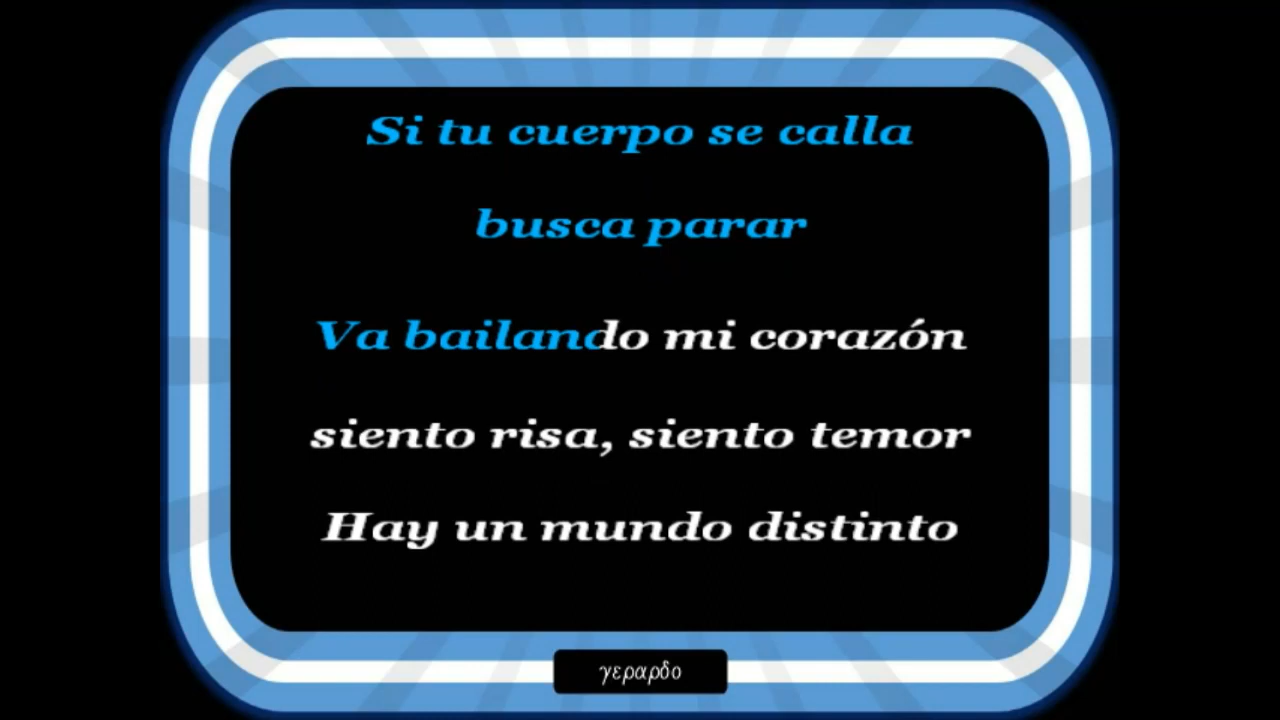 Si tu cuerpo se calla
busca parar
Va bailando mi corazón
siento risa, siento temor
Hay un mundo distinto
γεραρδο